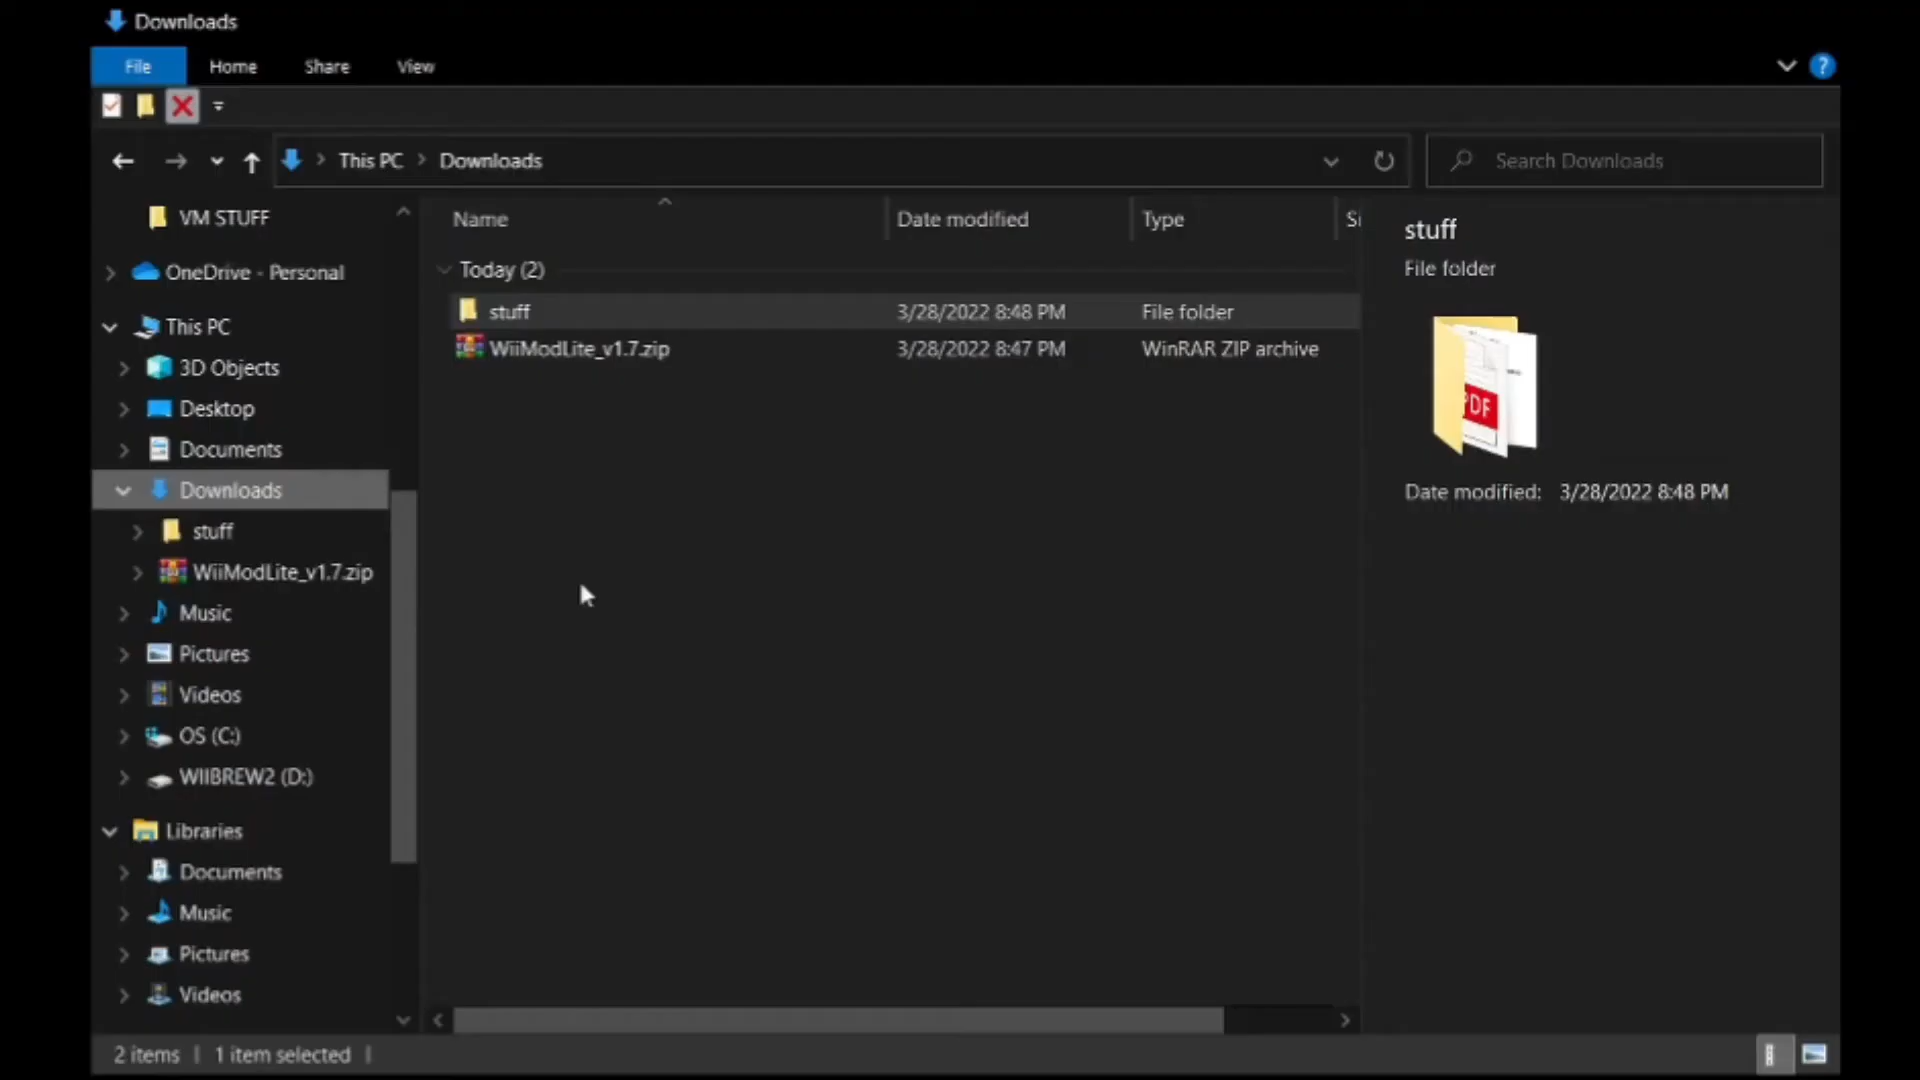 Downloads
File Home Share View ?
This PC > Downloads
Search Downloads
VM STUFF
OneDrive - Personal
This PC
3D Objects
Desktop
Documents
Downloads
stuff
WiiModLite_v1.7.zip
Music
Pictures
Videos
OS (C:)
WIIBREW2 (D:)
Libraries
Documents
Music
Pictures
Videos
Name Date modified Type Si
Today (2)
stuff 3/28/2022 8:48 PM File folder
WiiModLite_v1.7.zip 3/28/2022 8:47 PM WinRAR ZIP archive
stuff
File folder
PDF
Date modified: 3/28/2022 8:48 PM
2 items | 1 item selected |